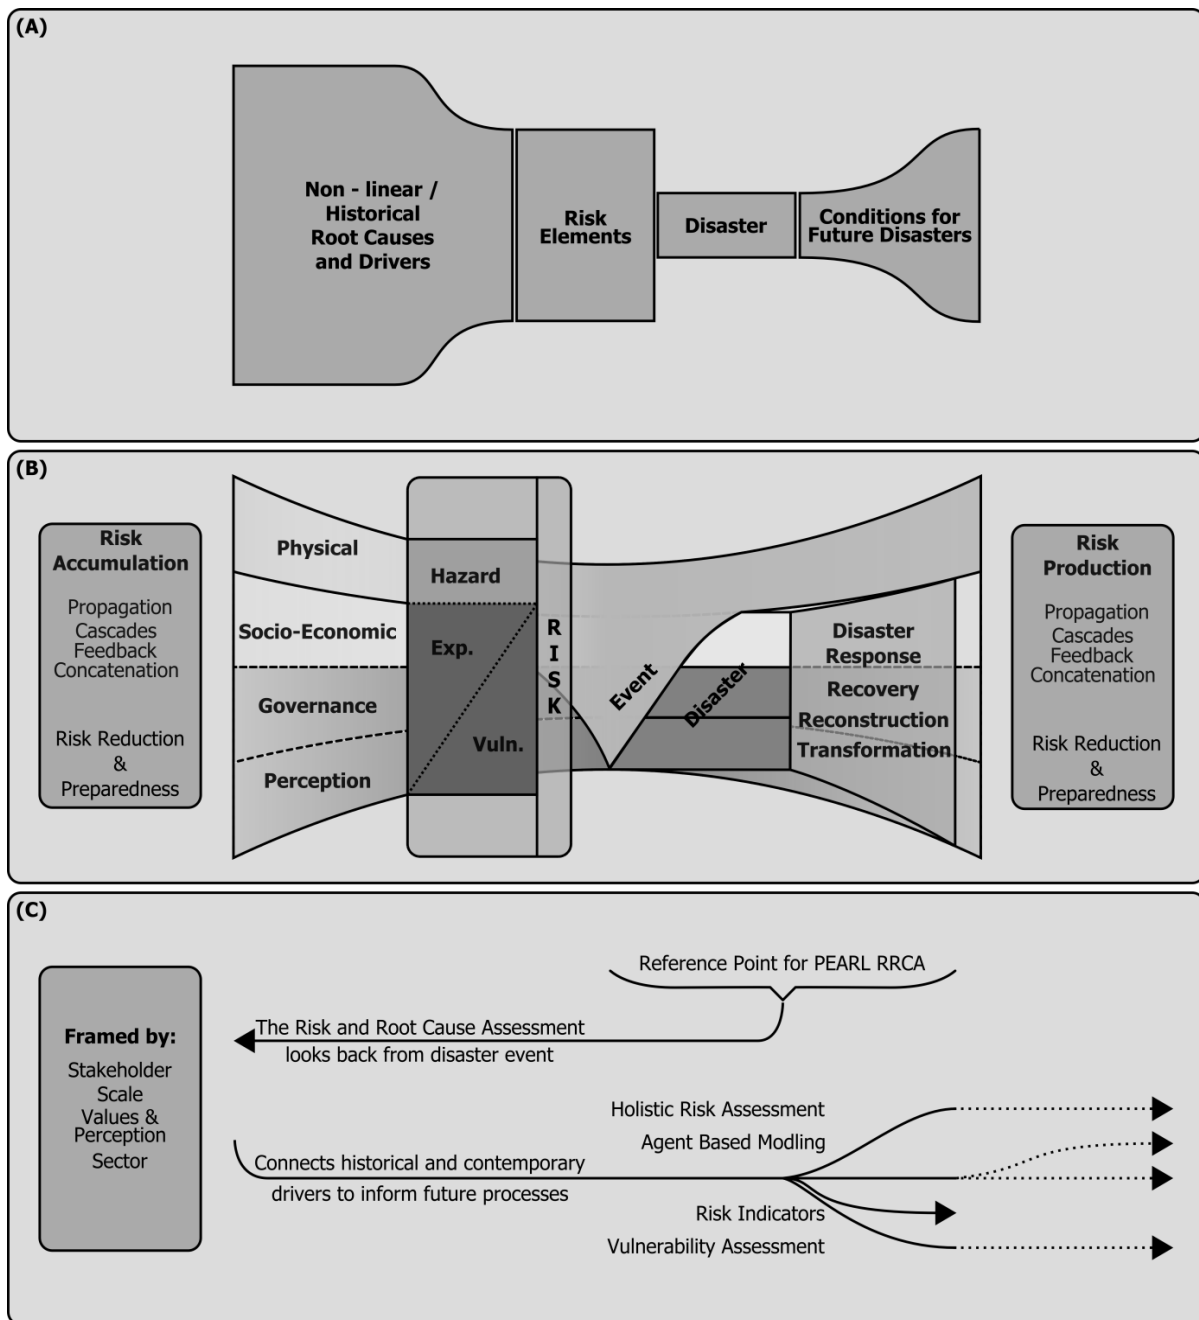 (A)
Non - linear /
Historical
Root Causes
and Drivers
Risk
Elements
Disaster
Conditions for
Future Disasters
(B)
Risk
Accumulation
Propagation
Cascades
Feedback
Concatenation
Risk Reduction
&
Preparedness
Physical
Socio-Economic
Governance
Perception
Hazard
Exp.
Vuln.
RISK
Event
Disaster
Disaster
Response
Recovery
Reconstruction
Transformation
Risk
Production
Propagation
Cascades
Feedback
Concatenation
Risk Reduction
&
Preparedness
(C)
Framed by:
Stakeholder
Scale
Values &
Perception
Sector
Reference Point for PEARL RRCA
The Risk and Root Cause Assessment
looks back from disaster event
Connects historical and contemporary
drivers to inform future processes
Holistic Risk Assessment
Agent Based Modling
Risk Indicators
Vulnerability Assessment